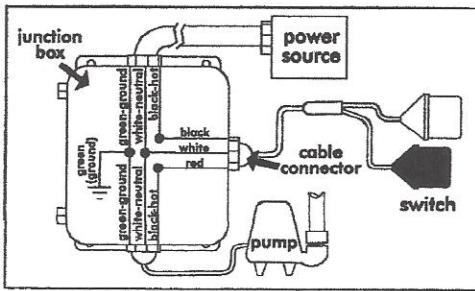 junction
box
power
source
green-ground
white-neutral
black-hot
black
white
red
green
(ground)
green-ground
white-neutral
black-hot
cable
connector
switch
pump